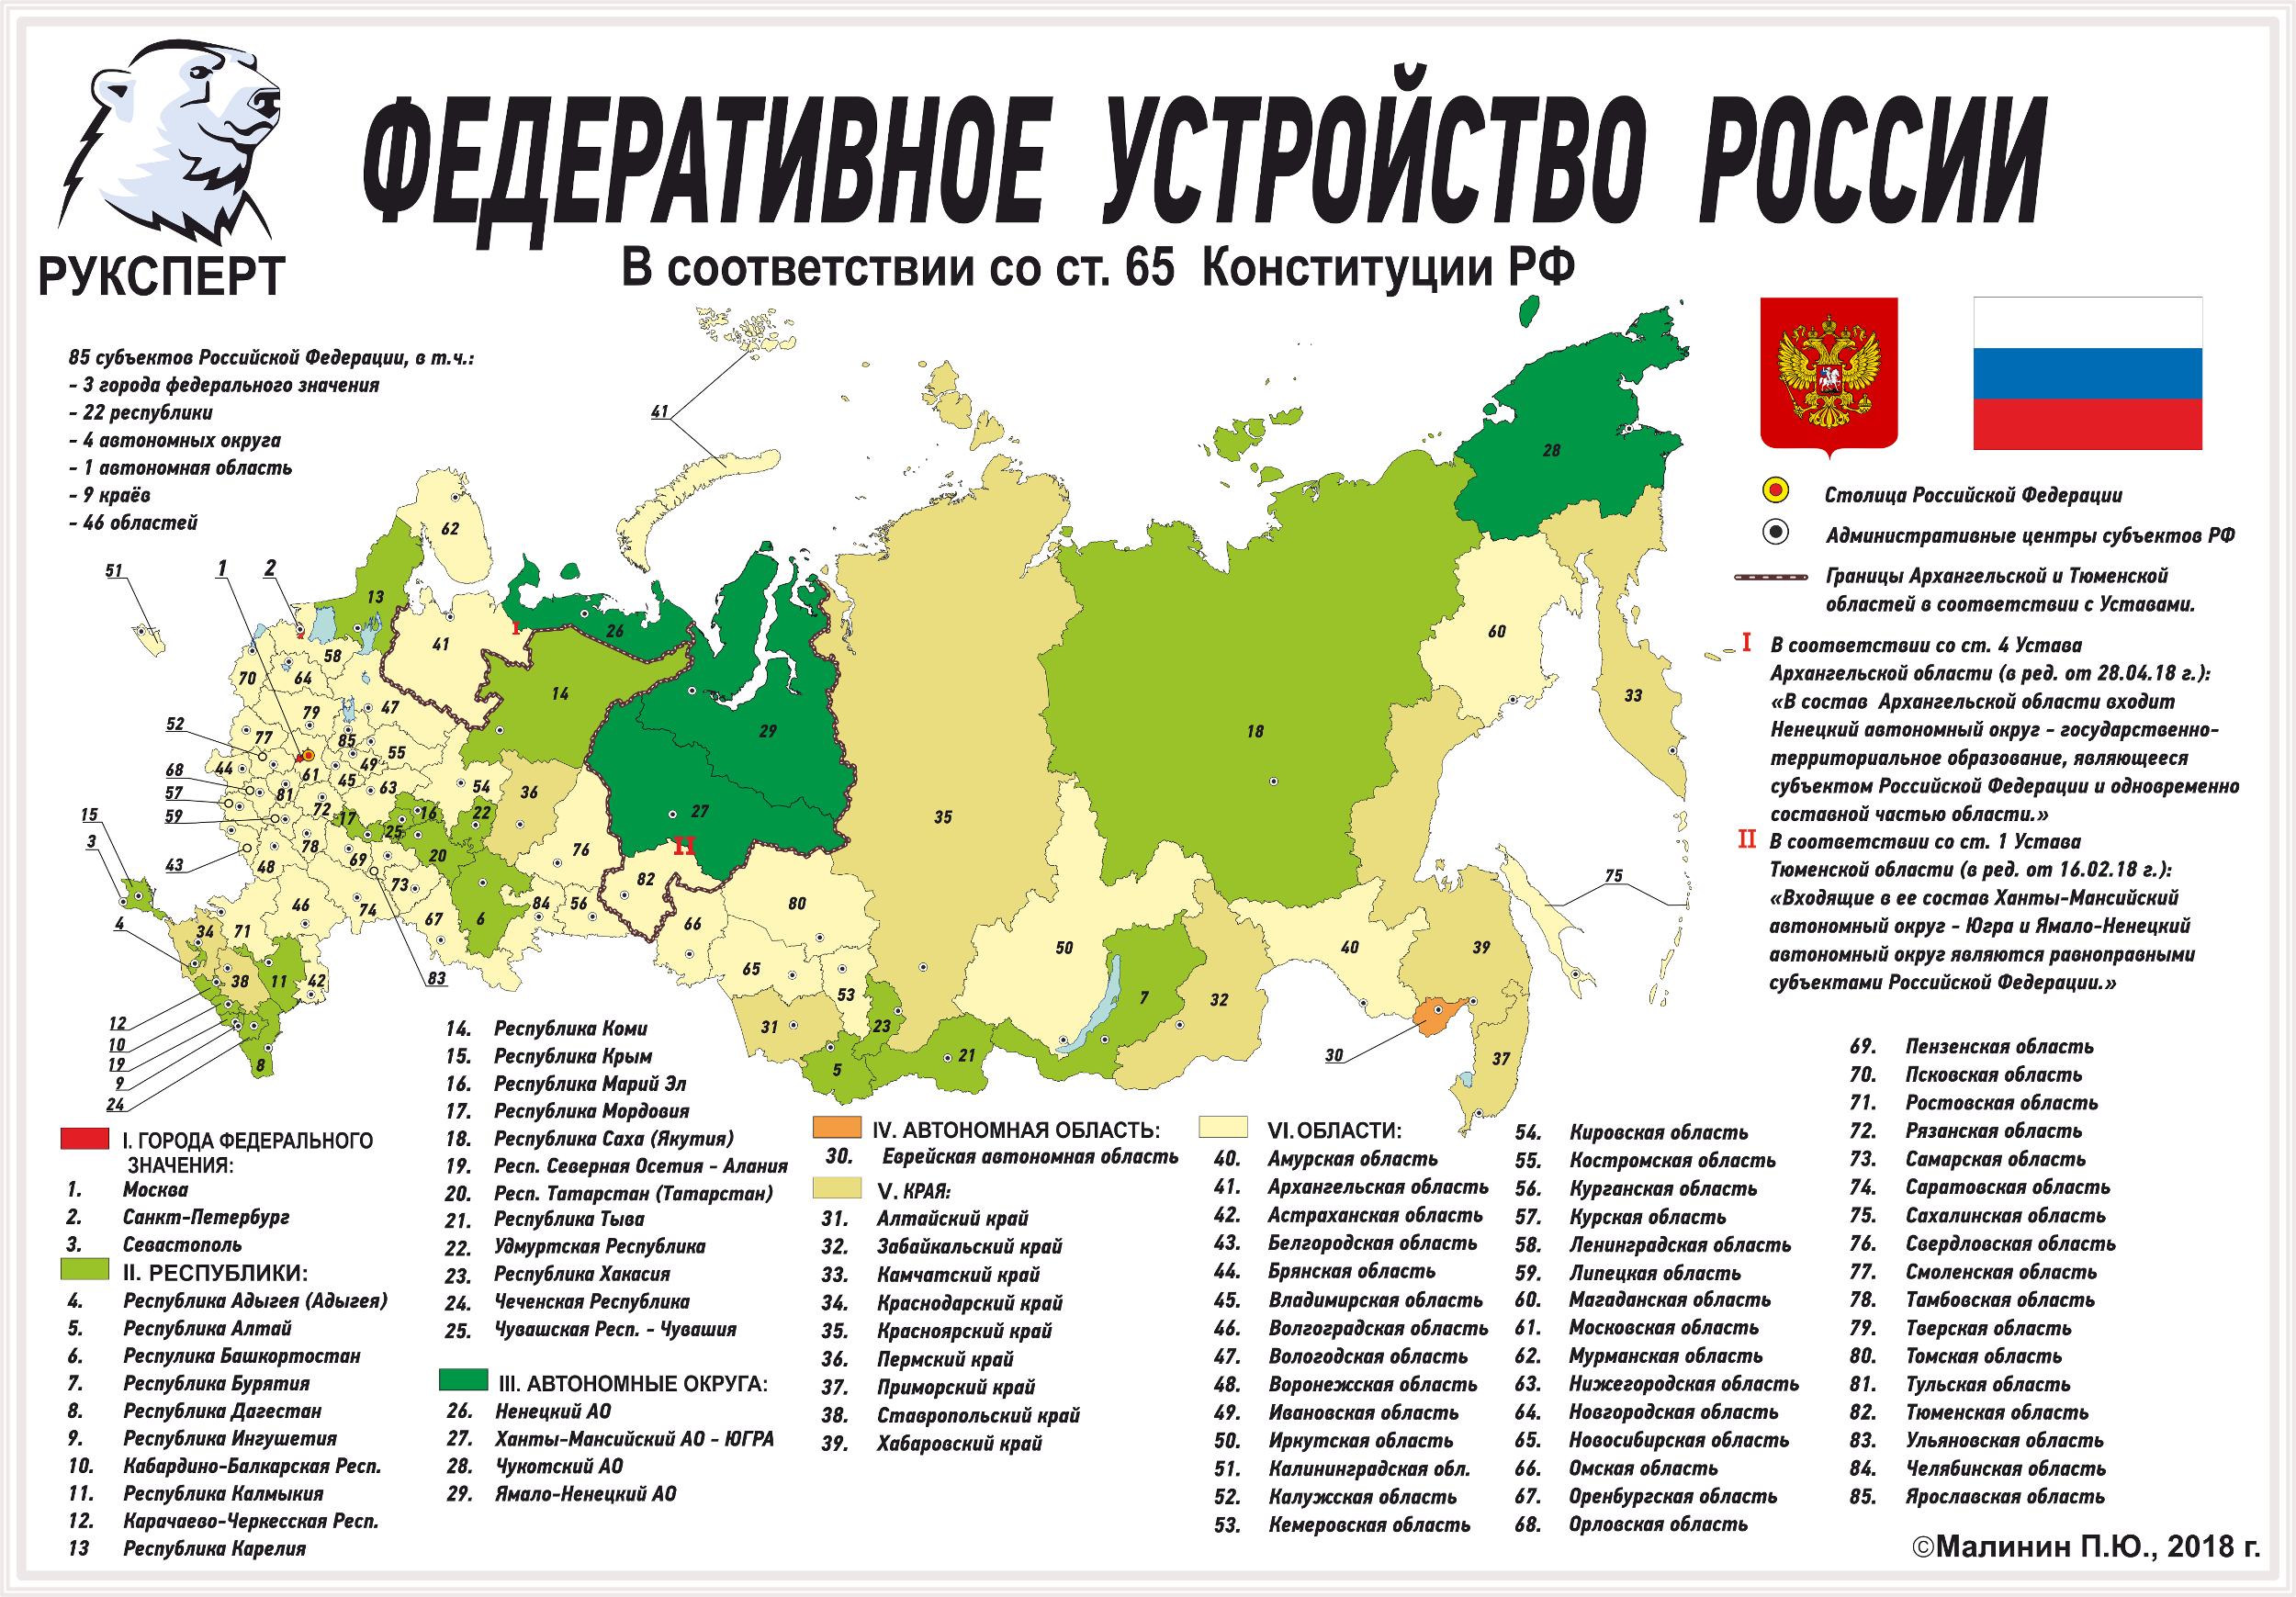 ФЕДЕРАТИВНОЕ УСТРОЙСТВО РОССИИ
В соответствии со ст. 65 Конституции РФ
РУКСПЕРТ
85 субъектов Российской Федерации, в т.ч.:
- 3 города федерального значения
- 22 республики
- 4 автономных округа
- 1 автономная область
- 9 краёв
- 46 областей
Столица Российской Федерации
Административные центры субъектов РФ
Границы Архангельской и Тюменской
областей в соответствии с Уставами.
I В соответствии со ст. 4 Устава
Архангельской области (в ред. от 28.04.18 г.):
«В состав Архангельской области входит
Ненецкий автономный округ - государственно-
территориальное образование, являющееся
субъектом Российской Федерации и одновременно
составной частью области.»
II В соответствии со ст. 1 Устава
Тюменской области (в ред. от 16.02.18 г.):
«Входящие в ее состав Ханты-Мансийский
автономный округ - Югра и Ямало-Ненецкий
автономный округ являются равноправными
субъектами Российской Федерации.»
41
28
62
51
1
2
13
I
26
41
58
60
70
64
14
33
79
47
52
29
18
77
85
55
44
49
68
61
45
63
54
36
57
81
27
35
72
16
22
15
59
17
25
II
3
78
20
76
43
48
69
82
75
73
46
74
84
56
80
4
34
71
67
6
66
50
40
39
65
38
11
42
83
53
7
32
12
31
23
10
30
37
19
8
5
21
9
24
I. ГОРОДА ФЕДЕРАЛЬНОГО
ЗНАЧЕНИЯ:
1. Москва
2. Санкт-Петербург
3. Севастополь
II. РЕСПУБЛИКИ:
4. Республика Адыгея (Адыгея)
5. Республика Алтай
6. Респулика Башкортостан
7. Республика Бурятия
8. Республика Дагестан
9. Республика Ингушетия
10. Кабардино-Балкарская Респ.
11. Республика Калмыкия
12. Карачаево-Черкесская Респ.
13 Республика Карелия
14. Республика Коми
15. Республика Крым
16. Республика Марий Эл
17. Республика Мордовия
18. Республика Саха (Якутия)
19. Респ. Северная Осетия - Алания
20. Респ. Татарстан (Татарстан)
21. Республика Тыва
22. Удмуртская Республика
23. Республика Хакасия
24. Чеченская Республика
25. Чувашская Респ. - Чувашия
III. АВТОНОМНЫЕ ОКРУГА:
26. Ненецкий АО
27. Ханты-Мансийский АО - ЮГРА
28. Чукотский АО
29. Ямало-Ненецкий АО
IV. АВТОНОМНАЯ ОБЛАСТЬ:
30. Еврейская автономная область
V. КРАЯ:
31. Алтайский край
32. Забайкальский край
33. Камчатский край
34. Краснодарский край
35. Красноярский край
36. Пермский край
37. Приморский край
38. Ставропольский край
39. Хабаровский край
VI. ОБЛАСТИ:
40. Амурская область
41. Архангельская область
42. Астраханская область
43. Белгородская область
44. Брянская область
45. Владимирская область
46. Волгоградская область
47. Вологодская область
48. Воронежская область
49. Ивановская область
50. Иркутская область
51. Калининградская обл.
52. Калужская область
53. Кемеровская область
54. Кировская область
55. Костромская область
56. Курганская область
57. Курская область
58. Ленинградская область
59. Липецкая область
60. Магаданская область
61. Московская область
62. Мурманская область
63. Нижегородская область
64. Новгородская область
65. Новосибирская область
66. Омская область
67. Оренбургская область
68. Орловская область
69. Пензенская область
70. Псковская область
71. Ростовская область
72. Рязанская область
73. Самарская область
74. Саратовская область
75. Сахалинская область
76. Свердловская область
77. Смоленская область
78. Тамбовская область
79. Тверская область
80. Томская область
81. Тульская область
82. Тюменская область
83. Ульяновская область
84. Челябинская область
85. Ярославская область
©Малинин П.Ю., 2018 г.